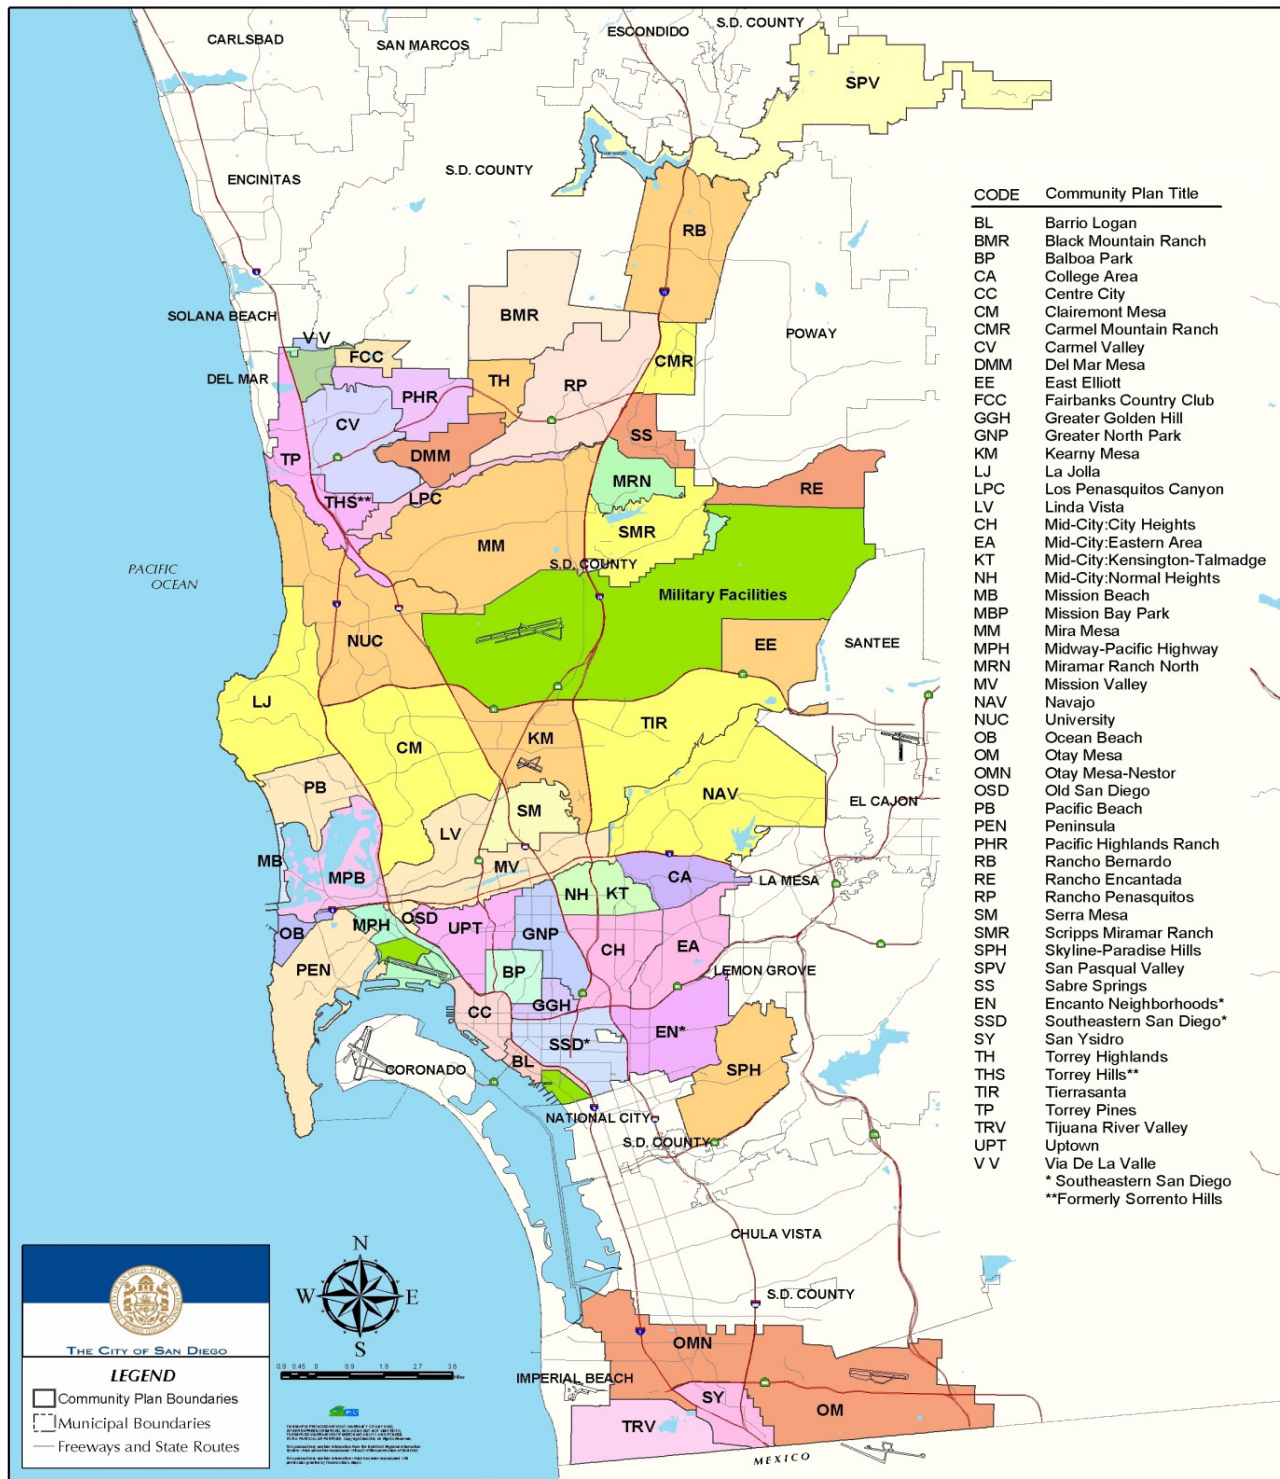 CARLSBAD
SAN MARCOS
ESCONDIDO
S.D. COUNTY
SPV
ENCINITAS
S.D. COUNTY
RB
SOLANA BEACH
BMR
POWAY
V V
FCC
DEL MAR
PHR
TH
RP
CMR
CV
SS
DMM
TP
MRN
RE
THS**
LPC
SMR
MM
S.D. COUNTY
PACIFIC
OCEAN
Military Facilities
NUC
EE
SANTEE
LJ
TIR
CM
KM
PB
NAV
EL CAJON
SM
LV
MB
MPB
MV
CA
LA MESA
NH
KT
OSD
MPH
UPT
OB
GNP
CH
EA
PEN
BP
LEMON GROVE
GGH
CC
SSD*
EN*
BL
CORONADO
SPH
NATIONAL CITY
S.D. COUNTY
CHULA VISTA
S.D. COUNTY
OMN
IMPERIAL BEACH
SY
OM
TRV
MEXICO
CODE Community Plan Title
BL Barrio Logan
BMR Black Mountain Ranch
BP Balboa Park
CA College Area
CC Centre City
CM Clairemont Mesa
CMR Carmel Mountain Ranch
CV Carmel Valley
DMM Del Mar Mesa
EE East Elliott
FCC Fairbanks Country Club
GGH Greater Golden Hill
GNP Greater North Park
KM Kearny Mesa
LJ La Jolla
LPC Los Penasquitos Canyon
LV Linda Vista
CH Mid-City:City Heights
EA Mid-City:Eastern Area
KT Mid-City:Kensington-Talmadge
NH Mid-City:Normal Heights
MB Mission Beach
MBP Mission Bay Park
MM Mira Mesa
MPH Midway-Pacific Highway
MRN Miramar Ranch North
MV Mission Valley
NAV Navajo
NUC University
OB Ocean Beach
OM Otay Mesa
OMN Otay Mesa-Nestor
OSD Old San Diego
PB Pacific Beach
PEN Peninsula
PHR Pacific Highlands Ranch
RB Rancho Bernardo
RE Rancho Encantada
RP Rancho Penasquitos
SM Serra Mesa
SMR Scripps Miramar Ranch
SPH Skyline-Paradise Hills
SPV San Pasqual Valley
SS Sabre Springs
EN Encanto Neighborhoods*
SSD Southeastern San Diego*
SY San Ysidro
TH Torrey Highlands
THS Torrey Hills**
TIR Tierrasanta
TP Torrey Pines
TRV Tijuana River Valley
UPT Uptown
V V Via De La Valle
* Southeastern San Diego
**Formerly Sorrento Hills
THE CITY OF SAN DIEGO
LEGEND
Community Plan Boundaries
Municipal Boundaries
Freeways and State Routes
N
W E
S
0.9 0.45 0 0.9 1.8 2.7 3.6